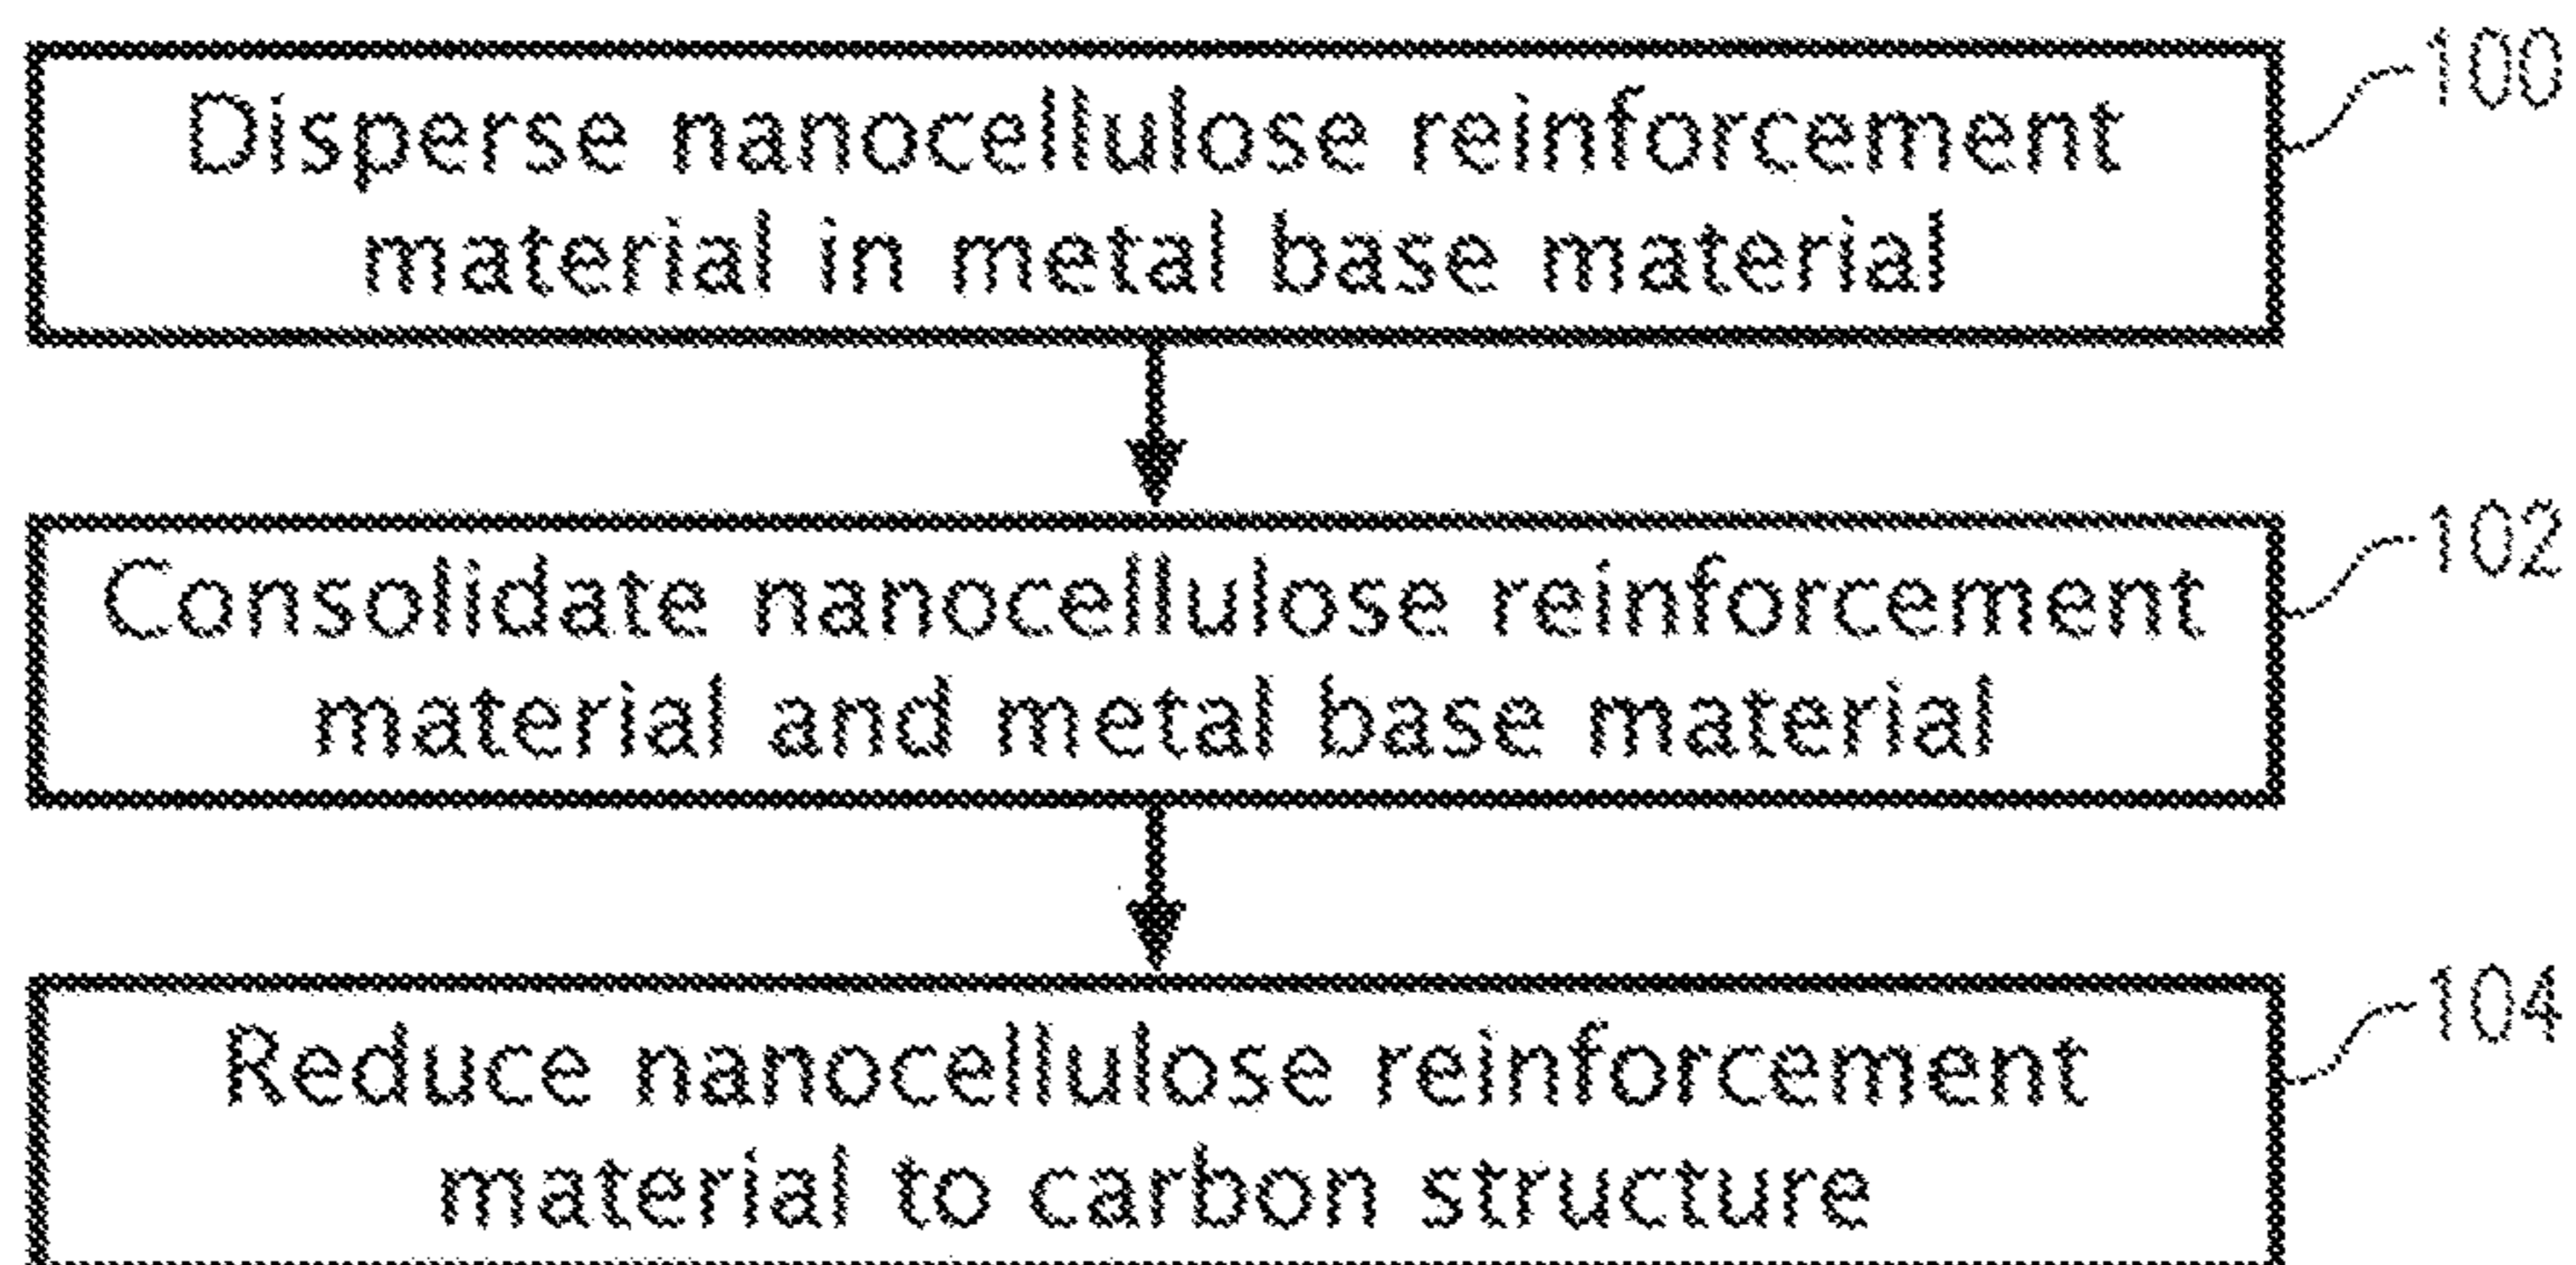 Disperse nanocellulose reinforcement
material in metal base material
100
Consolidate nanocellulose reinforcement
material and metal base material
102
Reduce nanocellulose reinforcement
material to carbon structure
104